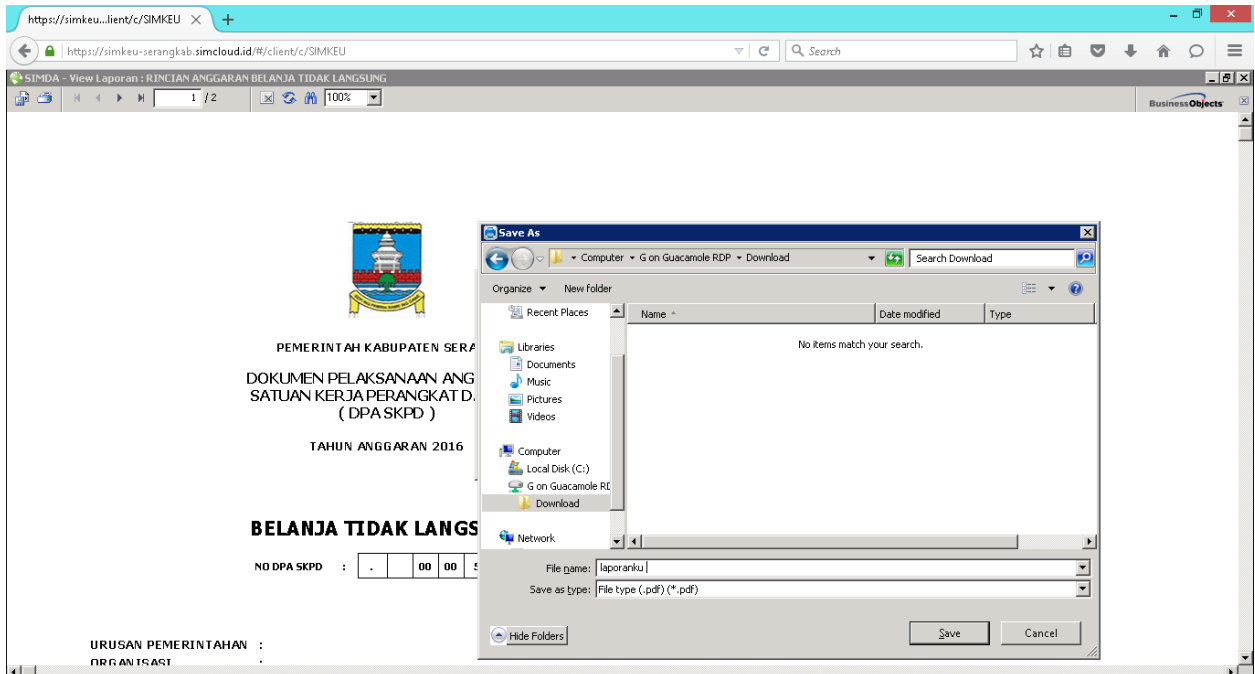 https://simkeu...lient/c/SIMKEU
https://simkeu-serangkab.simcloud.id/#/client/c/SIMKEU
Search
SIMDA - View Laporan : RINCIAN ANGGARAN BELANJA TIDAK LANGSUNG
1 /2
100%
BusinessObjects
PEMERINTAH KABUPATEN SERA
DOKUMEN PELAKSANAAN ANG
SATUAN KERJA PERANGKAT D
( DPA SKPD )
TAHUN ANGGARAN 2016
BELANJA TIDAK LANGS
NO DPA SKPD : . 00 00 5
URUSAN PEMERINTAHAN :
ORGANISASI :
Save As
Computer G on Guacamole RDP Download
Search Download
Organize New folder
Recent Places
Libraries
Documents
Music
Pictures
Videos
Computer
Local Disk (C:)
G on Guacamole RD
Download
Network
Name Date modified Type
No items match your search.
File name: laporanku
Save as type: File type (.pdf) (*.pdf)
Hide Folders
Save Cancel